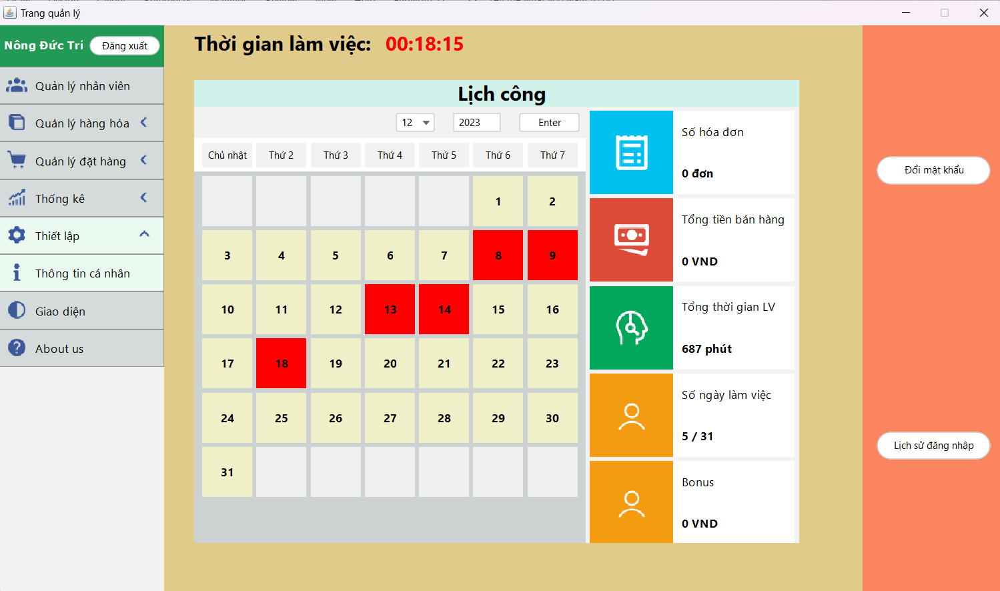 Trang quản lý
Nông Đức Trí
Đăng xuất
Quản lý nhân viên
Quản lý hàng hóa
Quản lý đặt hàng
Thống kê
Thiết lập
Thông tin cá nhân
Giao diện
About us
Thời gian làm việc: 00:18:15
Lịch công
12 2023 Enter
Chủ nhật Thứ 2 Thứ 3 Thứ 4 Thứ 5 Thứ 6 Thứ 7
1 2
3 4 5 6 7 8 9
10 11 12 13 14 15 16
17 18 19 20 21 22 23
24 25 26 27 28 29 30
31
Số hóa đơn
0 đơn
Tổng tiền bán hàng
0 VND
Tổng thời gian LV
687 phút
Số ngày làm việc
5 / 31
Bonus
0 VND
Đổi mật khẩu
Lịch sử đăng nhập